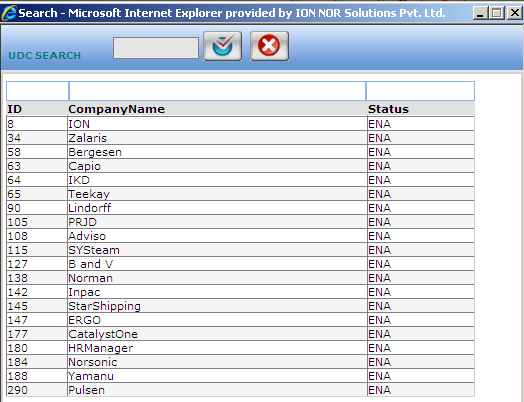 Search - Microsoft Internet Explorer provided by ION NOR Solutions Pvt. Ltd.
UDC SEARCH
ID CompanyName Status
8 ION ENA
34 Zalaris ENA
58 Bergesen ENA
63 Capio ENA
64 IKD ENA
65 Teekay ENA
90 Lindorff ENA
105 PRJD ENA
108 Adviso ENA
115 SYSteam ENA
127 B and V ENA
138 Norman ENA
142 Inpac ENA
145 StarShipping ENA
147 ERGO ENA
177 CatalystOne ENA
180 HRManager ENA
184 Norsonic ENA
188 Yamanu ENA
290 Pulsen ENA